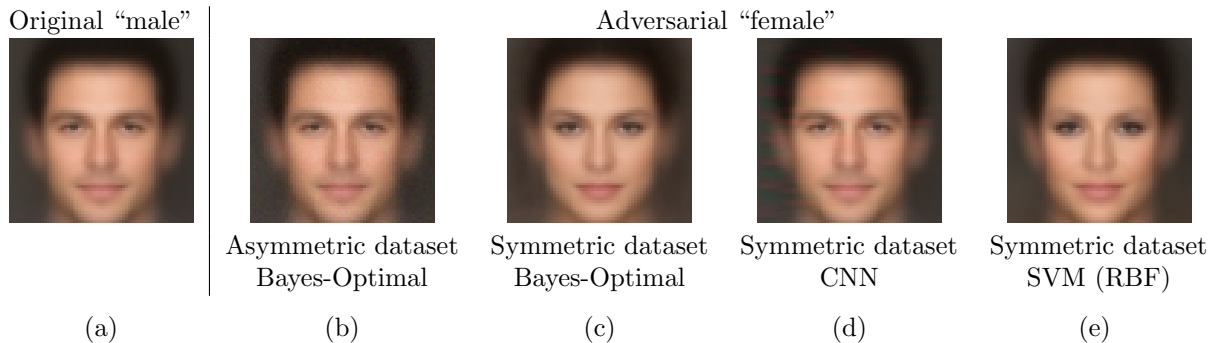 Original “male”
Adversarial “female”
Asymmetric dataset
Bayes-Optimal
Symmetric dataset
Bayes-Optimal
Symmetric dataset
CNN
Symmetric dataset
SVM (RBF)
(a)
(b)
(c)
(d)
(e)